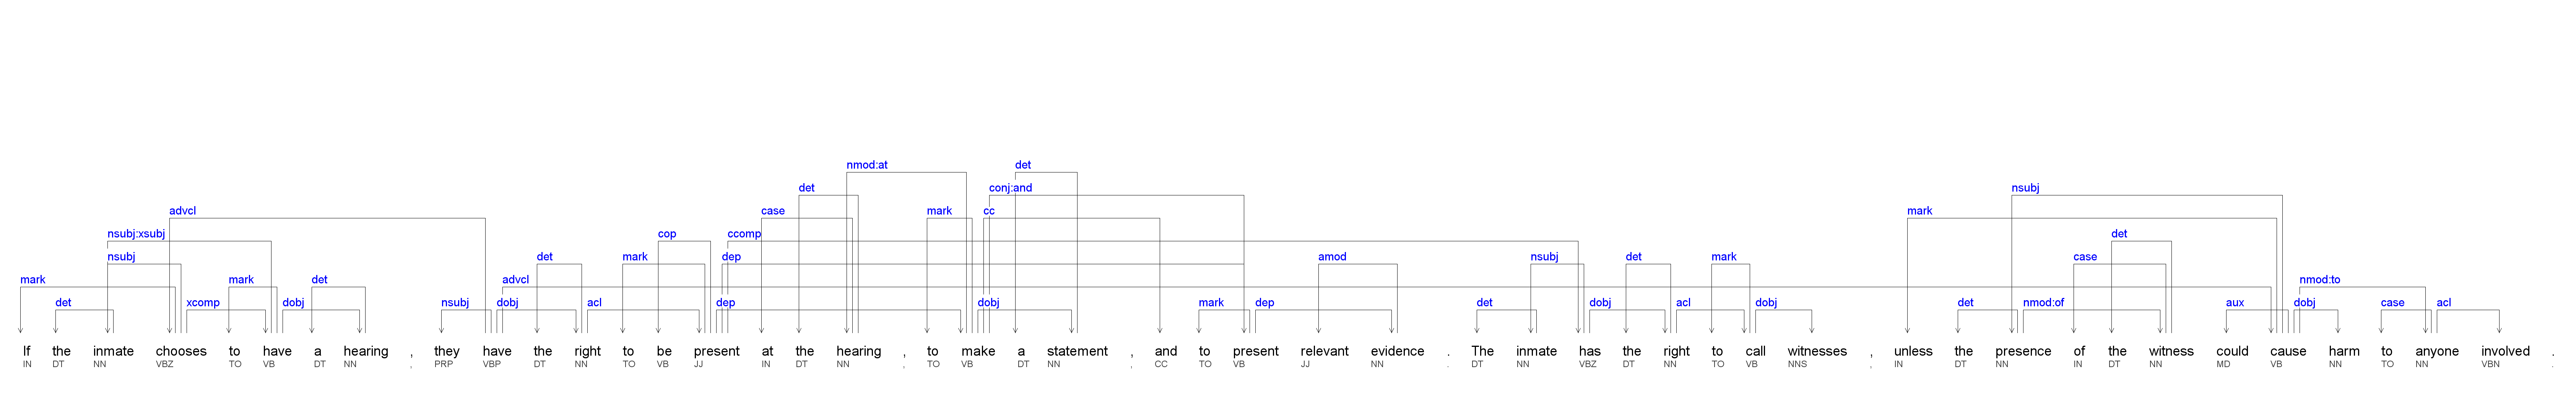 nmod:at det
det conj:and nsubj
advcl case mark cc mark
nsubj:xsubj cop ccomp det
nsubj det mark dep amod nsubj det mark case
mark mark det advcl nmod:to
det xcomp dobj nsubj dobj acl dep dobj mark dep det dobj acl dobj det nmod:of aux dobj case acl
If the inmate chooses to have a hearing , they have the right to be present at the hearing , to make a statement , and to present relevant evidence . The inmate has the right to call witnesses , unless the presence of the witness could cause harm to anyone involved .
IN DT NN VBZ TO VB DT NN , PRP VBP DT NN TO VB JJ IN DT NN , TO VB DT NN , CC TO VB JJ NN . DT NN VBZ DT NN TO VB NNS , IN DT NN IN DT NN MD VB NN TO NN VBN .